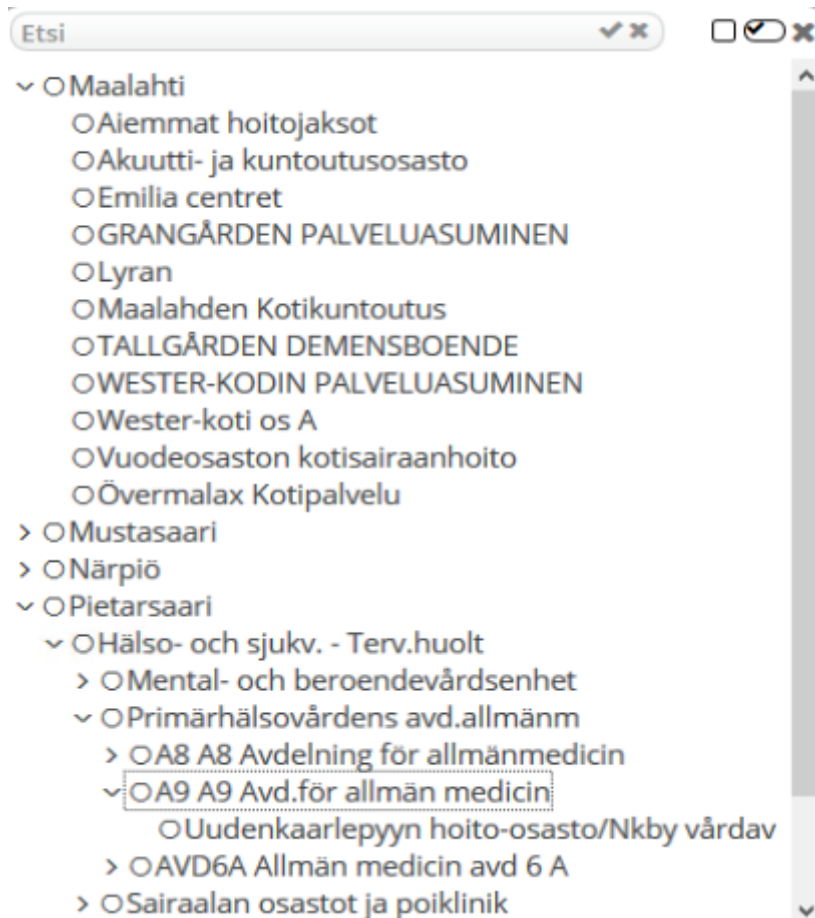 Etsi
Maalahti
Aiemmat hoitojaksot
Akuutti- ja kuntoutusosasto
Emilia centret
GRANGÅRDEN PALVELUASUMINEN
Lyran
Maalahden Kotikuntoutus
TALLGÅRDEN DEMENSBOENDE
WESTER-KODIN PALVELUASUMINEN
Wester-koti os A
Vuodeosaston kotisairaanhoito
Övermalax Kotipalvelu
Mustasaari
Närpiö
Pietarsaari
Hälso- och sjukv. - Terv.huolt
Mental- och beroendevårdsenhet
Primärhälsovårdens avd.allmänm
A8 A8 Avdelning för allmänmedicin
A9 A9 Avd.för allmän medicin
Uudenkaarlepyyn hoito-osasto/Nkby vårdav
AVD6A Allmän medicin avd 6 A
Sairaalan osastot ja poiklinik